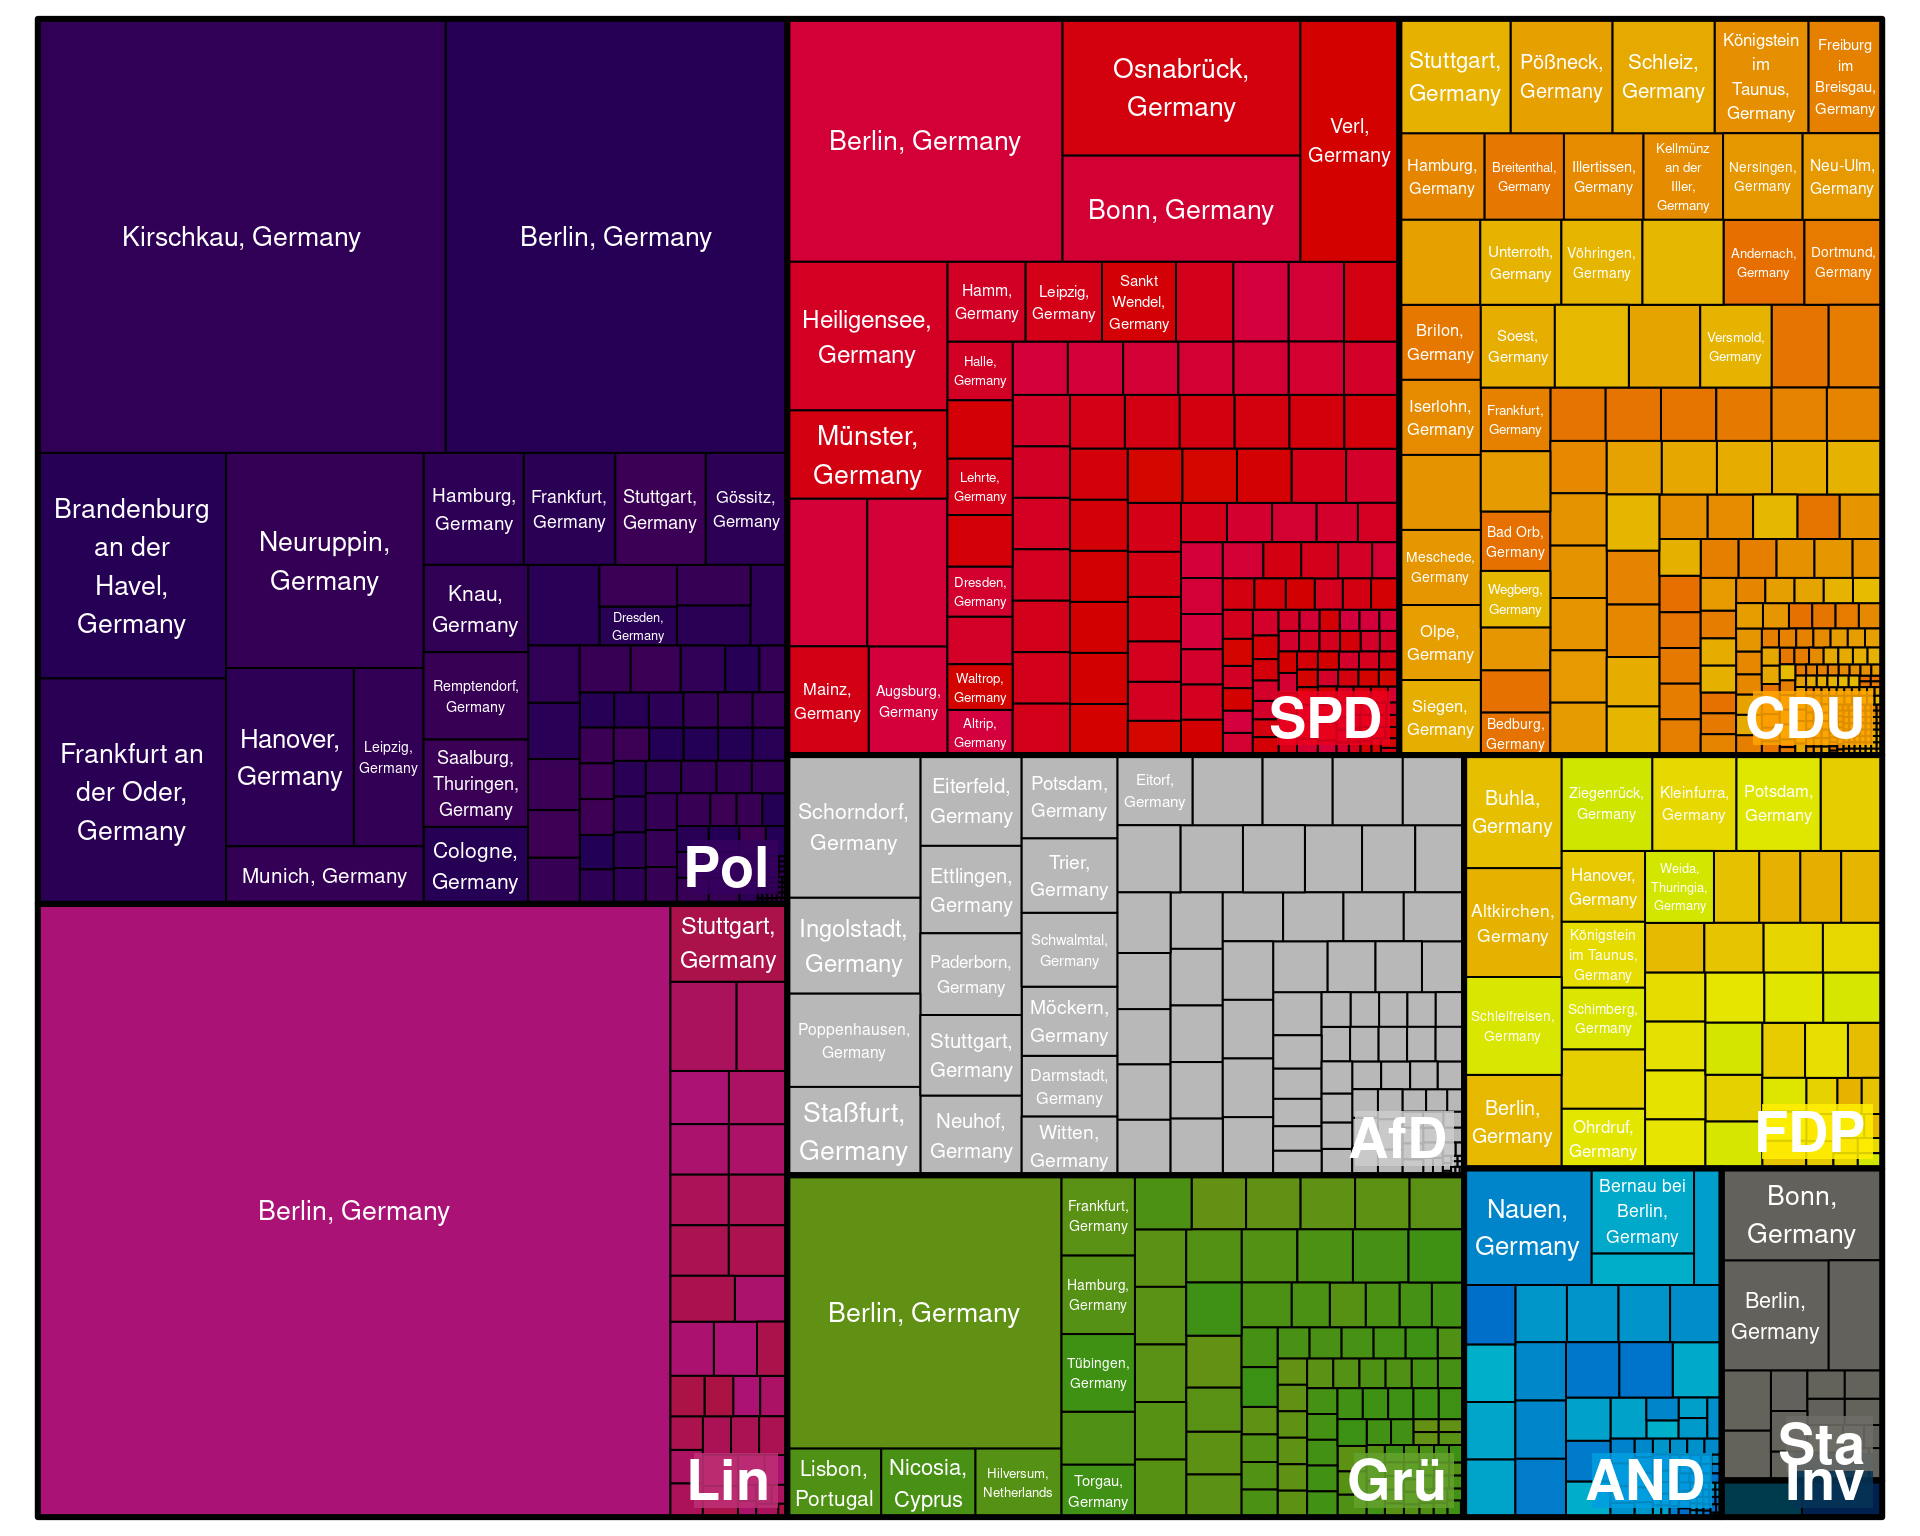 Kirschkau, Germany
Berlin, Germany
Brandenburg
an der
Havel,
Germany
Frankfurt an
der Oder,
Germany
Neuruppin,
Germany
Hanover,
Germany
Leipzig,
Germany
Munich, Germany
Hamburg,
Germany
Frankfurt,
Germany
Stuttgart,
Germany
Gössitz,
Germany
Knau,
Germany
Dresden,
Germany
Remptendorf,
Germany
Saalburg,
Thuringen,
Germany
Cologne,
Germany
Pol
Berlin, Germany
Stuttgart,
Germany
Lin
Berlin, Germany
Osnabrück,
Germany
Bonn, Germany
Verl,
Germany
Heiligensee,
Germany
Münster,
Germany
Mainz,
Germany
Augsburg,
Germany
Hamm,
Germany
Leipzig,
Germany
Sankt
Wendel,
Germany
Halle,
Germany
Lehrte,
Germany
Dresden,
Germany
Waltrop,
Germany
Altrip,
Germany
SPD
Stuttgart,
Germany
Pößneck,
Germany
Schleiz,
Germany
Königstein
im
Taunus,
Germany
Freiburg
im
Breisgau,
Germany
Hamburg,
Germany
Breitenthal,
Germany
Illertissen,
Germany
Kellmünz
an der
Iller,
Germany
Nersingen,
Germany
Neu-Ulm,
Germany
Unterroth,
Germany
Vöhringen,
Germany
Andernach,
Germany
Dortmund,
Germany
Brilon,
Germany
Soest,
Germany
Versmold,
Germany
Iserlohn,
Germany
Frankfurt,
Germany
Meschede,
Germany
Bad Orb,
Germany
Wegberg,
Germany
Olpe,
Germany
Siegen,
Germany
Bedburg,
Germany
CDU
Schorndorf,
Germany
Ingolstadt,
Germany
Poppenhausen,
Germany
Staßfurt,
Germany
Eiterfeld,
Germany
Ettlingen,
Germany
Paderborn,
Germany
Stuttgart,
Germany
Neuhof,
Germany
Potsdam,
Germany
Trier,
Germany
Schwalmtal,
Germany
Möckern,
Germany
Darmstadt,
Germany
Witten,
Germany
Eitorf,
Germany
AfD
Buhla,
Germany
Altkirchen,
Germany
Schleifreisen,
Germany
Berlin,
Germany
Ziegenrück,
Germany
Kleinfurra,
Germany
Potsdam,
Germany
Hanover,
Germany
Weida,
Thuringia,
Germany
Königstein
im Taunus,
Germany
Schimberg,
Germany
Ohrdruf,
Germany
FDP
Berlin, Germany
Lisbon,
Portugal
Nicosia,
Cyprus
Hilversum,
Netherlands
Frankfurt,
Germany
Hamburg,
Germany
Tübingen,
Germany
Torgau,
Germany
Grü
Nauen,
Germany
Bernau bei
Berlin,
Germany
AND
Bonn,
Germany
Berlin,
Germany
Sta
Inv